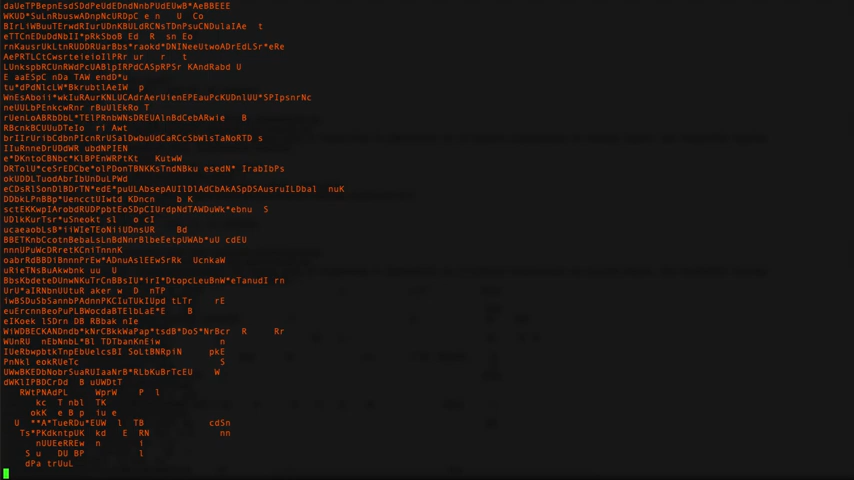 daUeTPBepnEsdSDdPeUdEDndNnbPUdEUwB*AeBBEEE
WKUD*SuLnRbuswADnpNcURDpC e n   U  Co
BIrLiWBuuTErwdRIurUDnKBULdRCNsTDnPsuCNDulaIAe  t
eTTCnEDuDdNbII*pRkSboB Ed  R  sn Eo
rnKausrUkLtnRUDDRUarBbs*raokd*DNINeeUtwoADrEdLSr*eRe
AePRTLCtCwsrteieioIlPRr ur   r   t
LUnkspbRCUnRWdPcUABlpIRPdCASpRPSr KAndRabd U
E aaESpC nDa TAW endD*u
tu*dPdNlcLW*BkrubtlAeIW  p
WnEsAboii*wkIuRAurKNLUCAdrAerUienEPEauPcKUDnlUU*SPIpsnrNc
neUULbPEnkcwRnr rBuUlEkRo T
rUenLoABRbDbL*TElPRnbWNsDREUAlnBdCebARwie   B
RBcnkBCUUuDTeIo  ri Awt
brIIrUribCdbnPIcnRrUSalDwbuUdCaRCcSbWlsTaNoRTD s
IIuRnneDrUDdWR ubdNPIEN
e*DKntoCBNbc*KlBPEnWRPtKt   KutwW
DRTolU*ceSrEDCbe*olPDonTBNKKsTndNBku esedN* IrabIbPs
okUDDLTuodAbrIbUnDuLPWd
eCDsRlSonDlBDrTN*edE*puULAbsepAUIlDlAdCbAkASpDSAusruILDbal  nuK
DDbkLPnBBp*UencctUIwtd KDncn    b K
sctEKKwpIArobdRUDPpbtEoSDpCIUrdpNdTAWDuWk*ebnu  S
UDlkKurTsr*uSneokt sl   o cI
ucaeaobLsB*iiWIeTEoNiiUDnsUR    Bd
BBETKnbCcotnBebaLsLnBdNnrBlbeEetpUWAb*uU cdEU
nnnUPuWcDRretKCniTnnnK
oabrRdBBDiBnnnPrEw*ADnuAslEEwSrRk  UcnkaW
uRieTNsBuAkwbnk uu  U
BbsKbdeteDUnwNKuTrCnBBsIU*irI*DtopcLeuBnW*eTanudI rn
UrU*aIRNbnUUtuR aker w  D  nTP
iwBSDuSbSannbPAdnnPKCIuTUkIUpd tLTr     rE
euErcnnBeoPuPLBWocdaBTElbLaE*E    B
eIKoek lSDrn DB RBbak nIe
WiWDBECKANDndb*kNrCBkkWaPap*tsdB*DoS*NrBcr  R     Rr
WUnRU  nEbNnbL*Bl TDTbanKnEiw           n
IUeRbwpbtkTnpEbUelcsBI SoLtBNRpiN     pkE
PnNkl eokRUeTc                          S
UWwBKEDbNobrSuaRUIaaNrB*RLbKuBrTcEU    W
dWKlIPBDCrDd  B uUWDtT
RWtPNAdPL     WprW    P  l
kc  T nbl  TK
okK  e B p  iu e
U  **A*TueRDu*EUW  l  TB             cdSn
Ts*PKdkntpUK  kd   E  RN             nn
nUUEeRREw  n        i
S u   DU BP           l
dPa trUuL